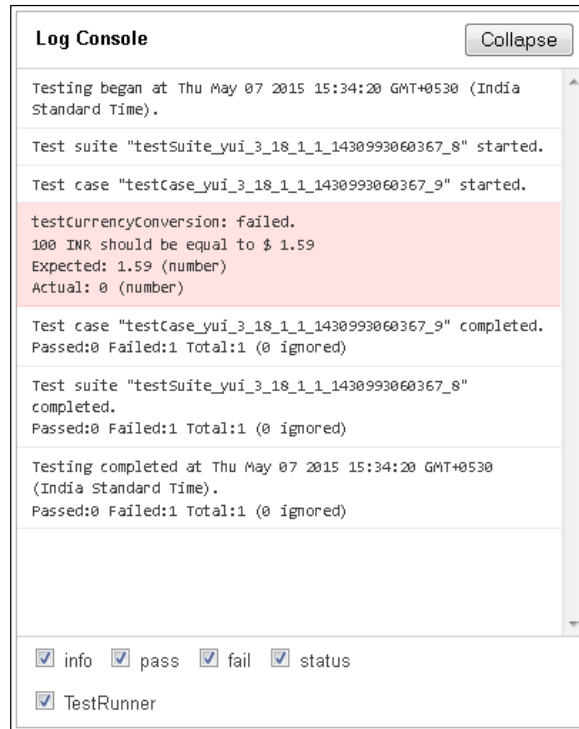 Log Console
Collapse
Testing began at Thu May 07 2015 15:34:20 GMT+0530 (India
Standard Time).
Test suite "testSuite_yui_3_18_1_1_1430993060367_8" started.
Test case "testCase_yui_3_18_1_1_1430993060367_9" started.
testCurrencyConversion: failed.
100 INR should be equal to $ 1.59
Expected: 1.59 (number)
Actual: 0 (number)
Test case "testCase_yui_3_18_1_1_1430993060367_9" completed.
Passed:0 Failed:1 Total:1 (0 ignored)
Test suite "testSuite_yui_3_18_1_1_1430993060367_8"
completed.
Passed:0 Failed:1 Total:1 (0 ignored)
Testing completed at Thu May 07 2015 15:34:20 GMT+0530
(India Standard Time).
Passed:0 Failed:1 Total:1 (0 ignored)
info pass fail status
TestRunner